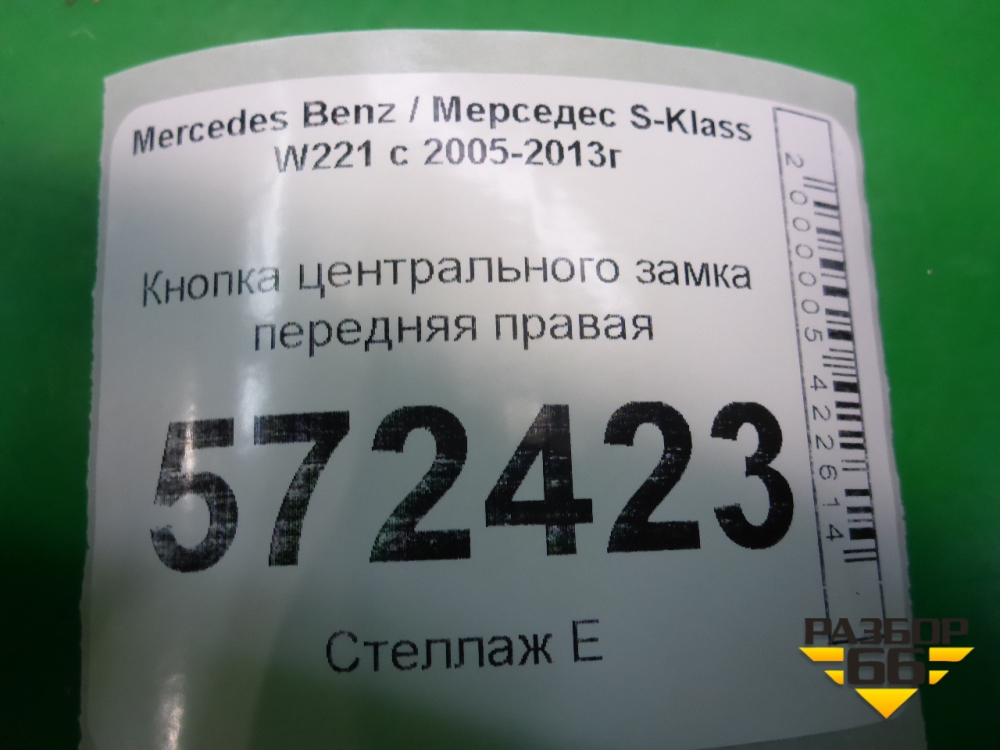 Mercedes Benz / Мерседес S-Klass
W221 с 2005-2013г
Кнопка центрального замка
передняя правая
572423
Стеллаж Е
2000005422614
РАЗБОР
66